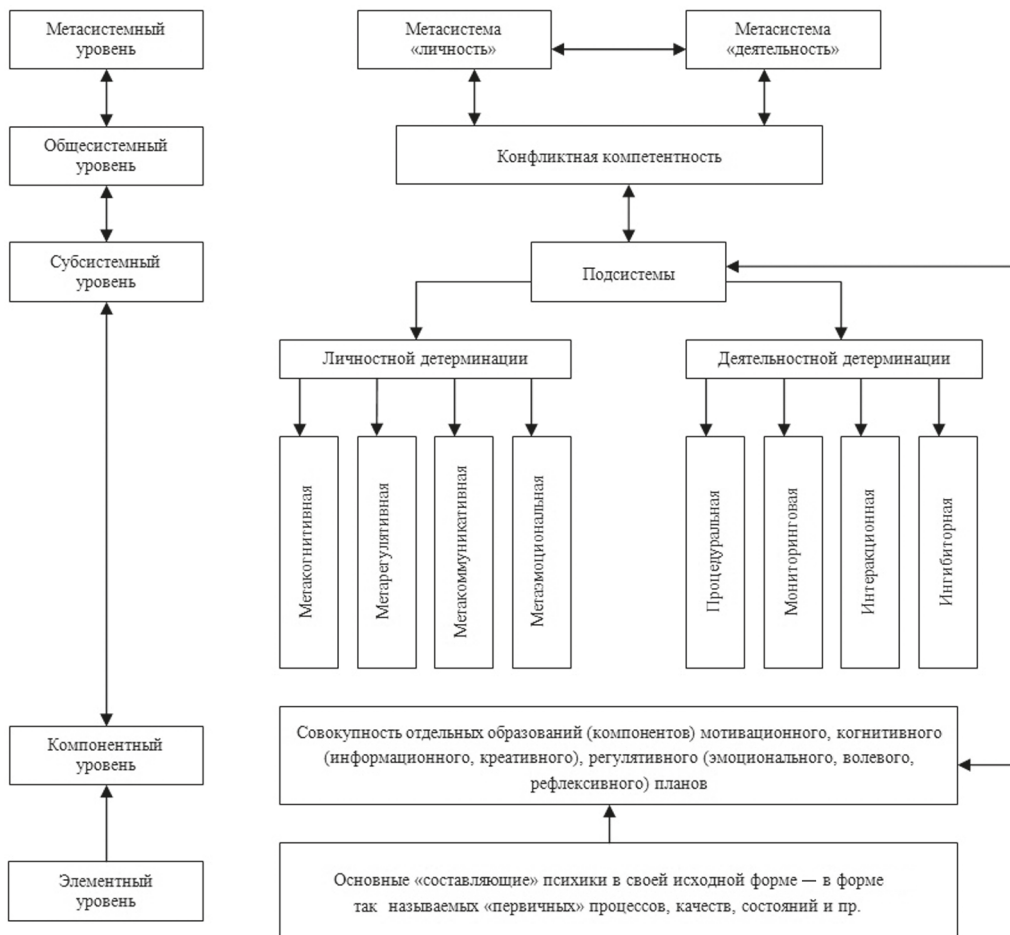 Метасистемный
уровень
Метасистема
«личность»
Метасистема
«деятельность»
Общесистемный
уровень
Конфликтная компетентность
Субсистемный
уровень
Подсистемы
Личностной детерминации
Деятельностной детерминации
Метакогнитивная
Метарегулятивная
Метакоммуникативная
Метаэмоциональная
Процедуральная
Мониторинговая
Интеракционная
Ингибиторная
Компонентный
уровень
Совокупность отдельных образований (компонентов) мотивационного, когнитивного
(информационного, креативного), регулятивного (эмоционального, волевого,
рефлексивного) планов
Элементный
уровень
Основные «составляющие» психики в своей исходной форме — в форме
так называемых «первичных» процессов, качеств, состояний и пр.